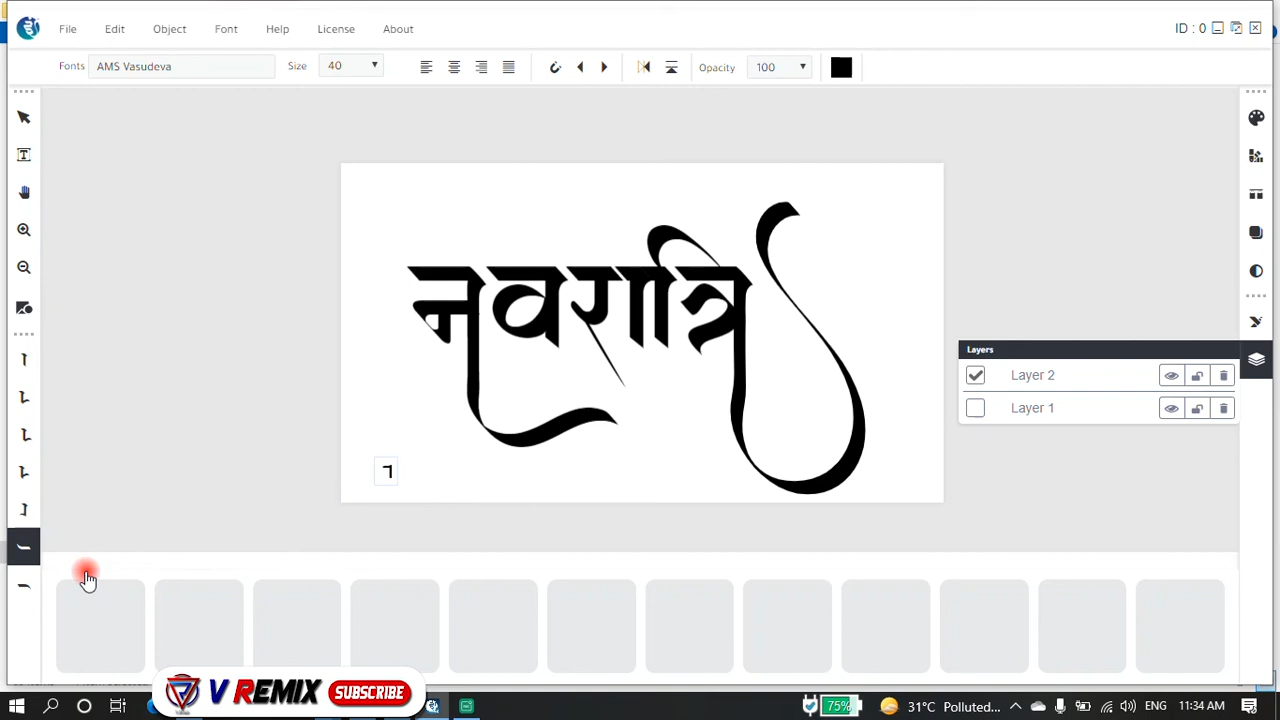 File Edit Object Font Help License About ID : 0
Fonts AMS Vasudeva Size 40 Opacity 100
नवरात्रि
Layers
Layer 2
Layer 1
V REMIX SUBSCRIBE
75% 31°C Polluted... ENG 11:34 AM